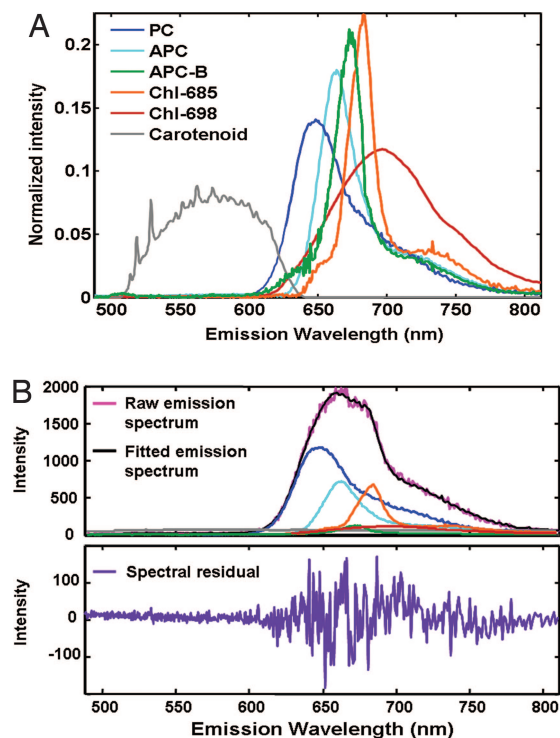 A
PC
APC
APC-B
Chl-685
Chl-698
Carotenoid
Normalized intensity
0.2
0.15
0.1
0.05
0
500 550 600 650 700 750 800
Emission Wavelength (nm)
B
Raw emission
spectrum
Fitted emission
spectrum
Intensity
2000
1500
1000
500
0
Spectral residual
Intensity
100
0
-100
500 550 600 650 700 750 800
Emission Wavelength (nm)